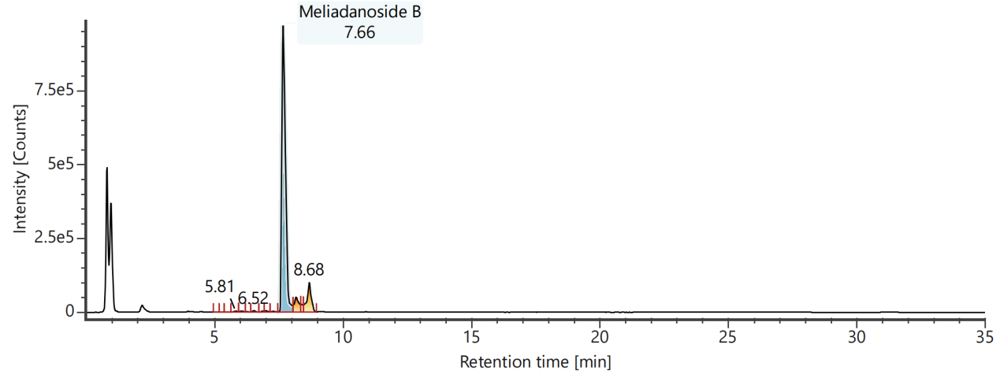 Meliadanoside B
7.66
Intensity [Counts]
7.5e5
5e5
2.5e5
0
5.81
6.52
8.68
5 10 15 20 25 30 35
Retention time [min]